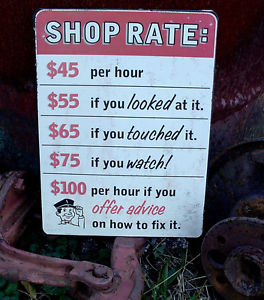 SHOP RATE:
$45 per hour
$55 if you looked at it.
$65 if you touched it.
$75 if you watch!
$100 per hour if you
offer advice
on how to fix it.